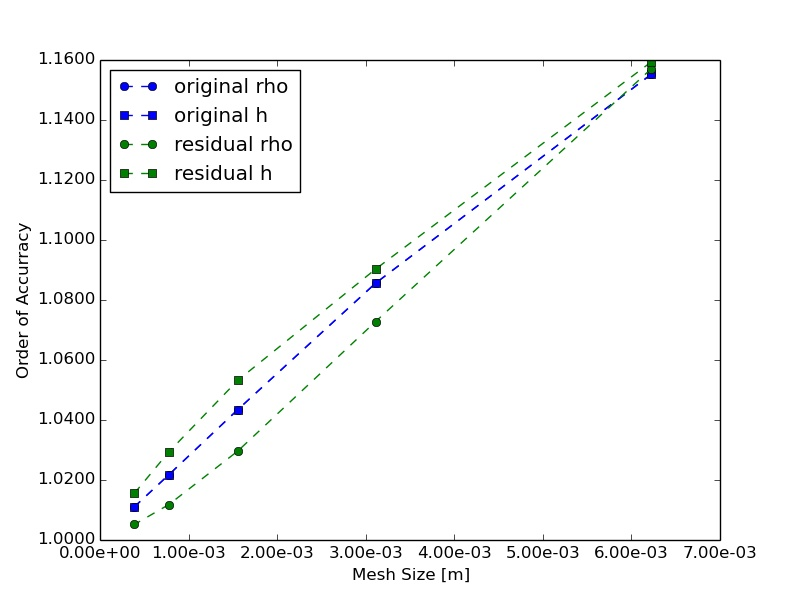 1.1600
1.1400
1.1200
1.1000
1.0800
1.0600
1.0400
1.0200
1.0000
Order of Accurracy
original rho
original h
residual rho
residual h
0.00e+00 1.00e-03 2.00e-03 3.00e-03 4.00e-03 5.00e-03 6.00e-03 7.00e-03
Mesh Size [m]